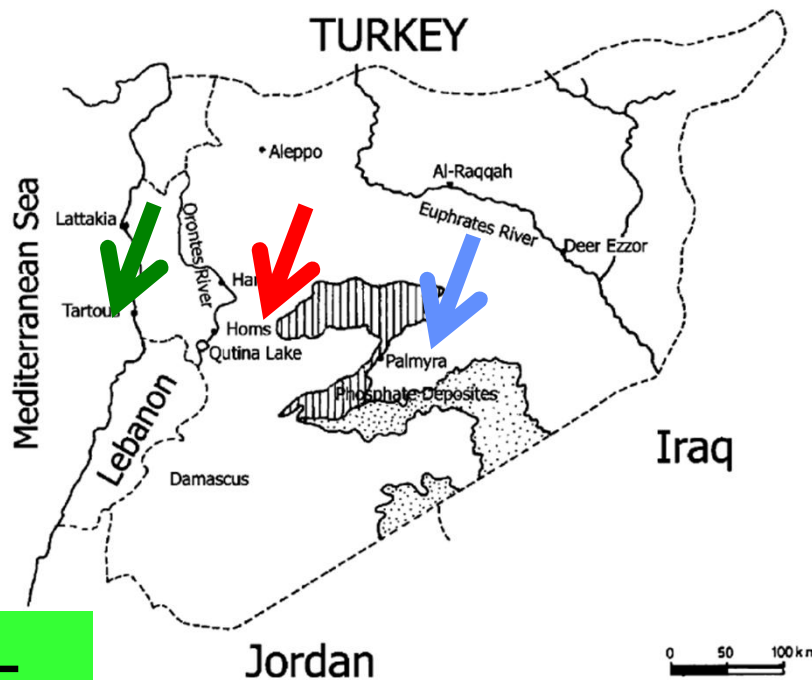 TURKEY
Aleppo
Al-Raqqah
Mediterranean Sea
Lattakia
Orontes River
Euphrates River
Deer Ezzor
Tartous
Homs
Qutina Lake
Palmyra
Phosphate Deposites
Lebanon
Iraq
Damascus
Jordan
0 50 100 km